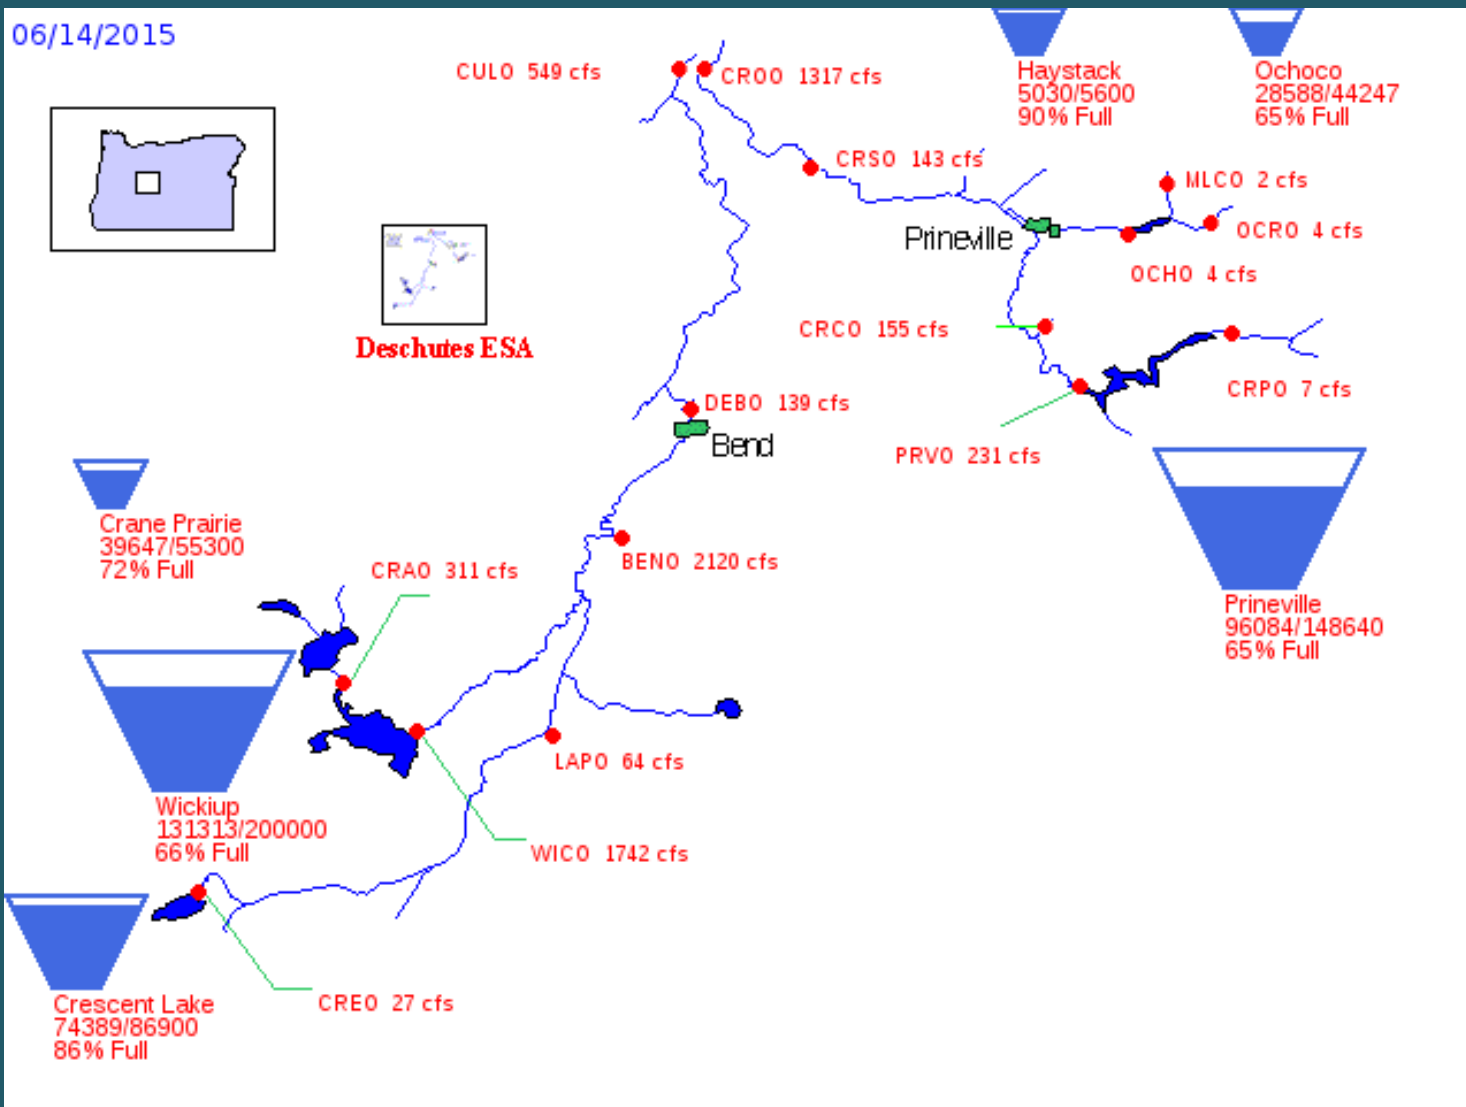 06/14/2015
CULO 549 cfs
CROO 1317 cfs
Haystack
5030/5600
90% Full
Ochoco
28588/44247
65% Full
CRSO 143 cfs
MLCO 2 cfs
OCRO 4 cfs
Prineville
OCHO 4 cfs
Deschutes ESA
CRCO 155 cfs
CRPO 7 cfs
DEBO 139 cfs
Bend
PRVO 231 cfs
Crane Prairie
39647/55300
72% Full
BENO 2120 cfs
CRAO 311 cfs
Prineville
96084/148640
65% Full
LAPO 64 cfs
Wickiup
131313/200000
66% Full
WICO 1742 cfs
Crescent Lake
74389/86900
86% Full
CREO 27 cfs